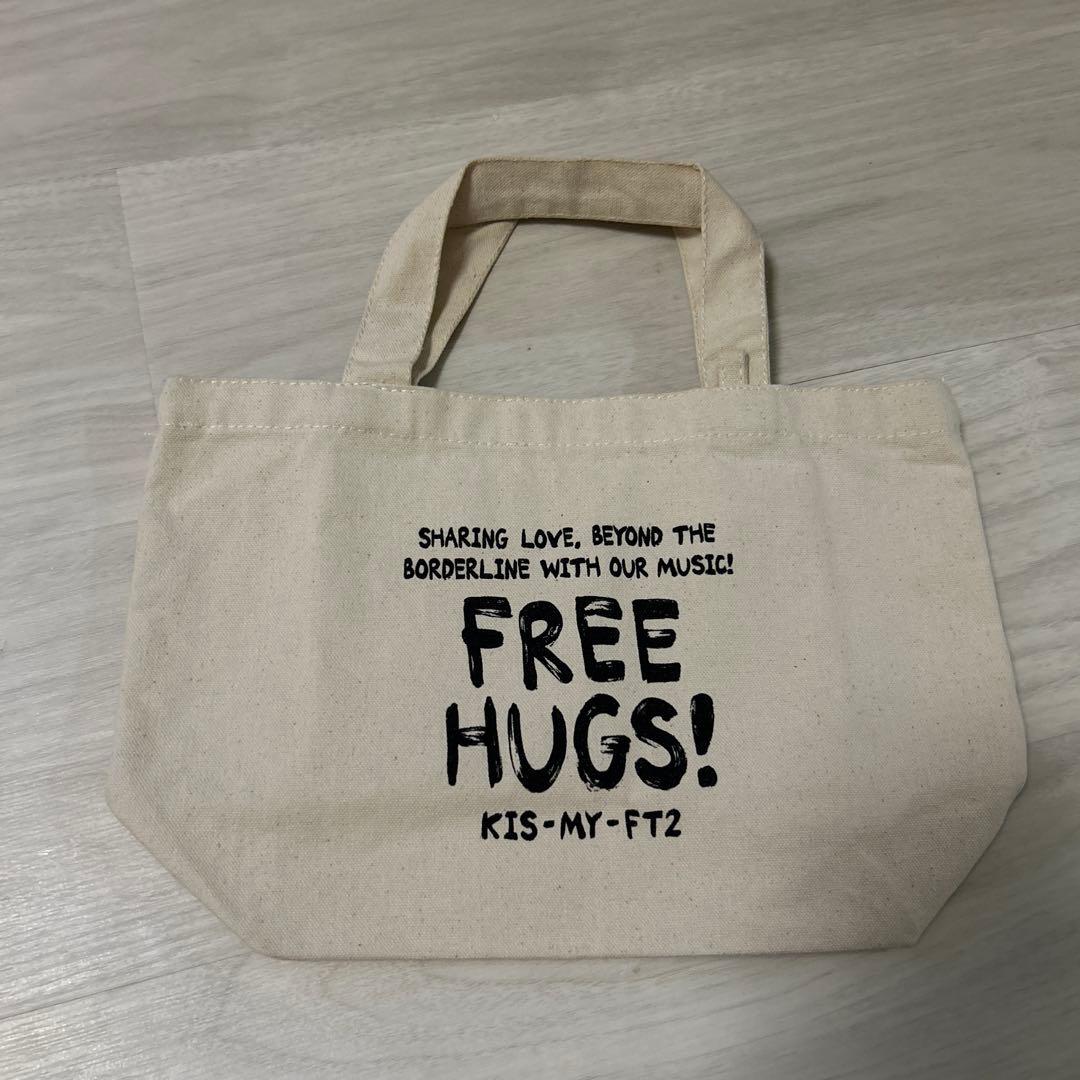 SHARING LOVE, BEYOND THE
BORDERLINE WITH OUR MUSIC!
FREE
HUGS!
KIS-MY-FT2